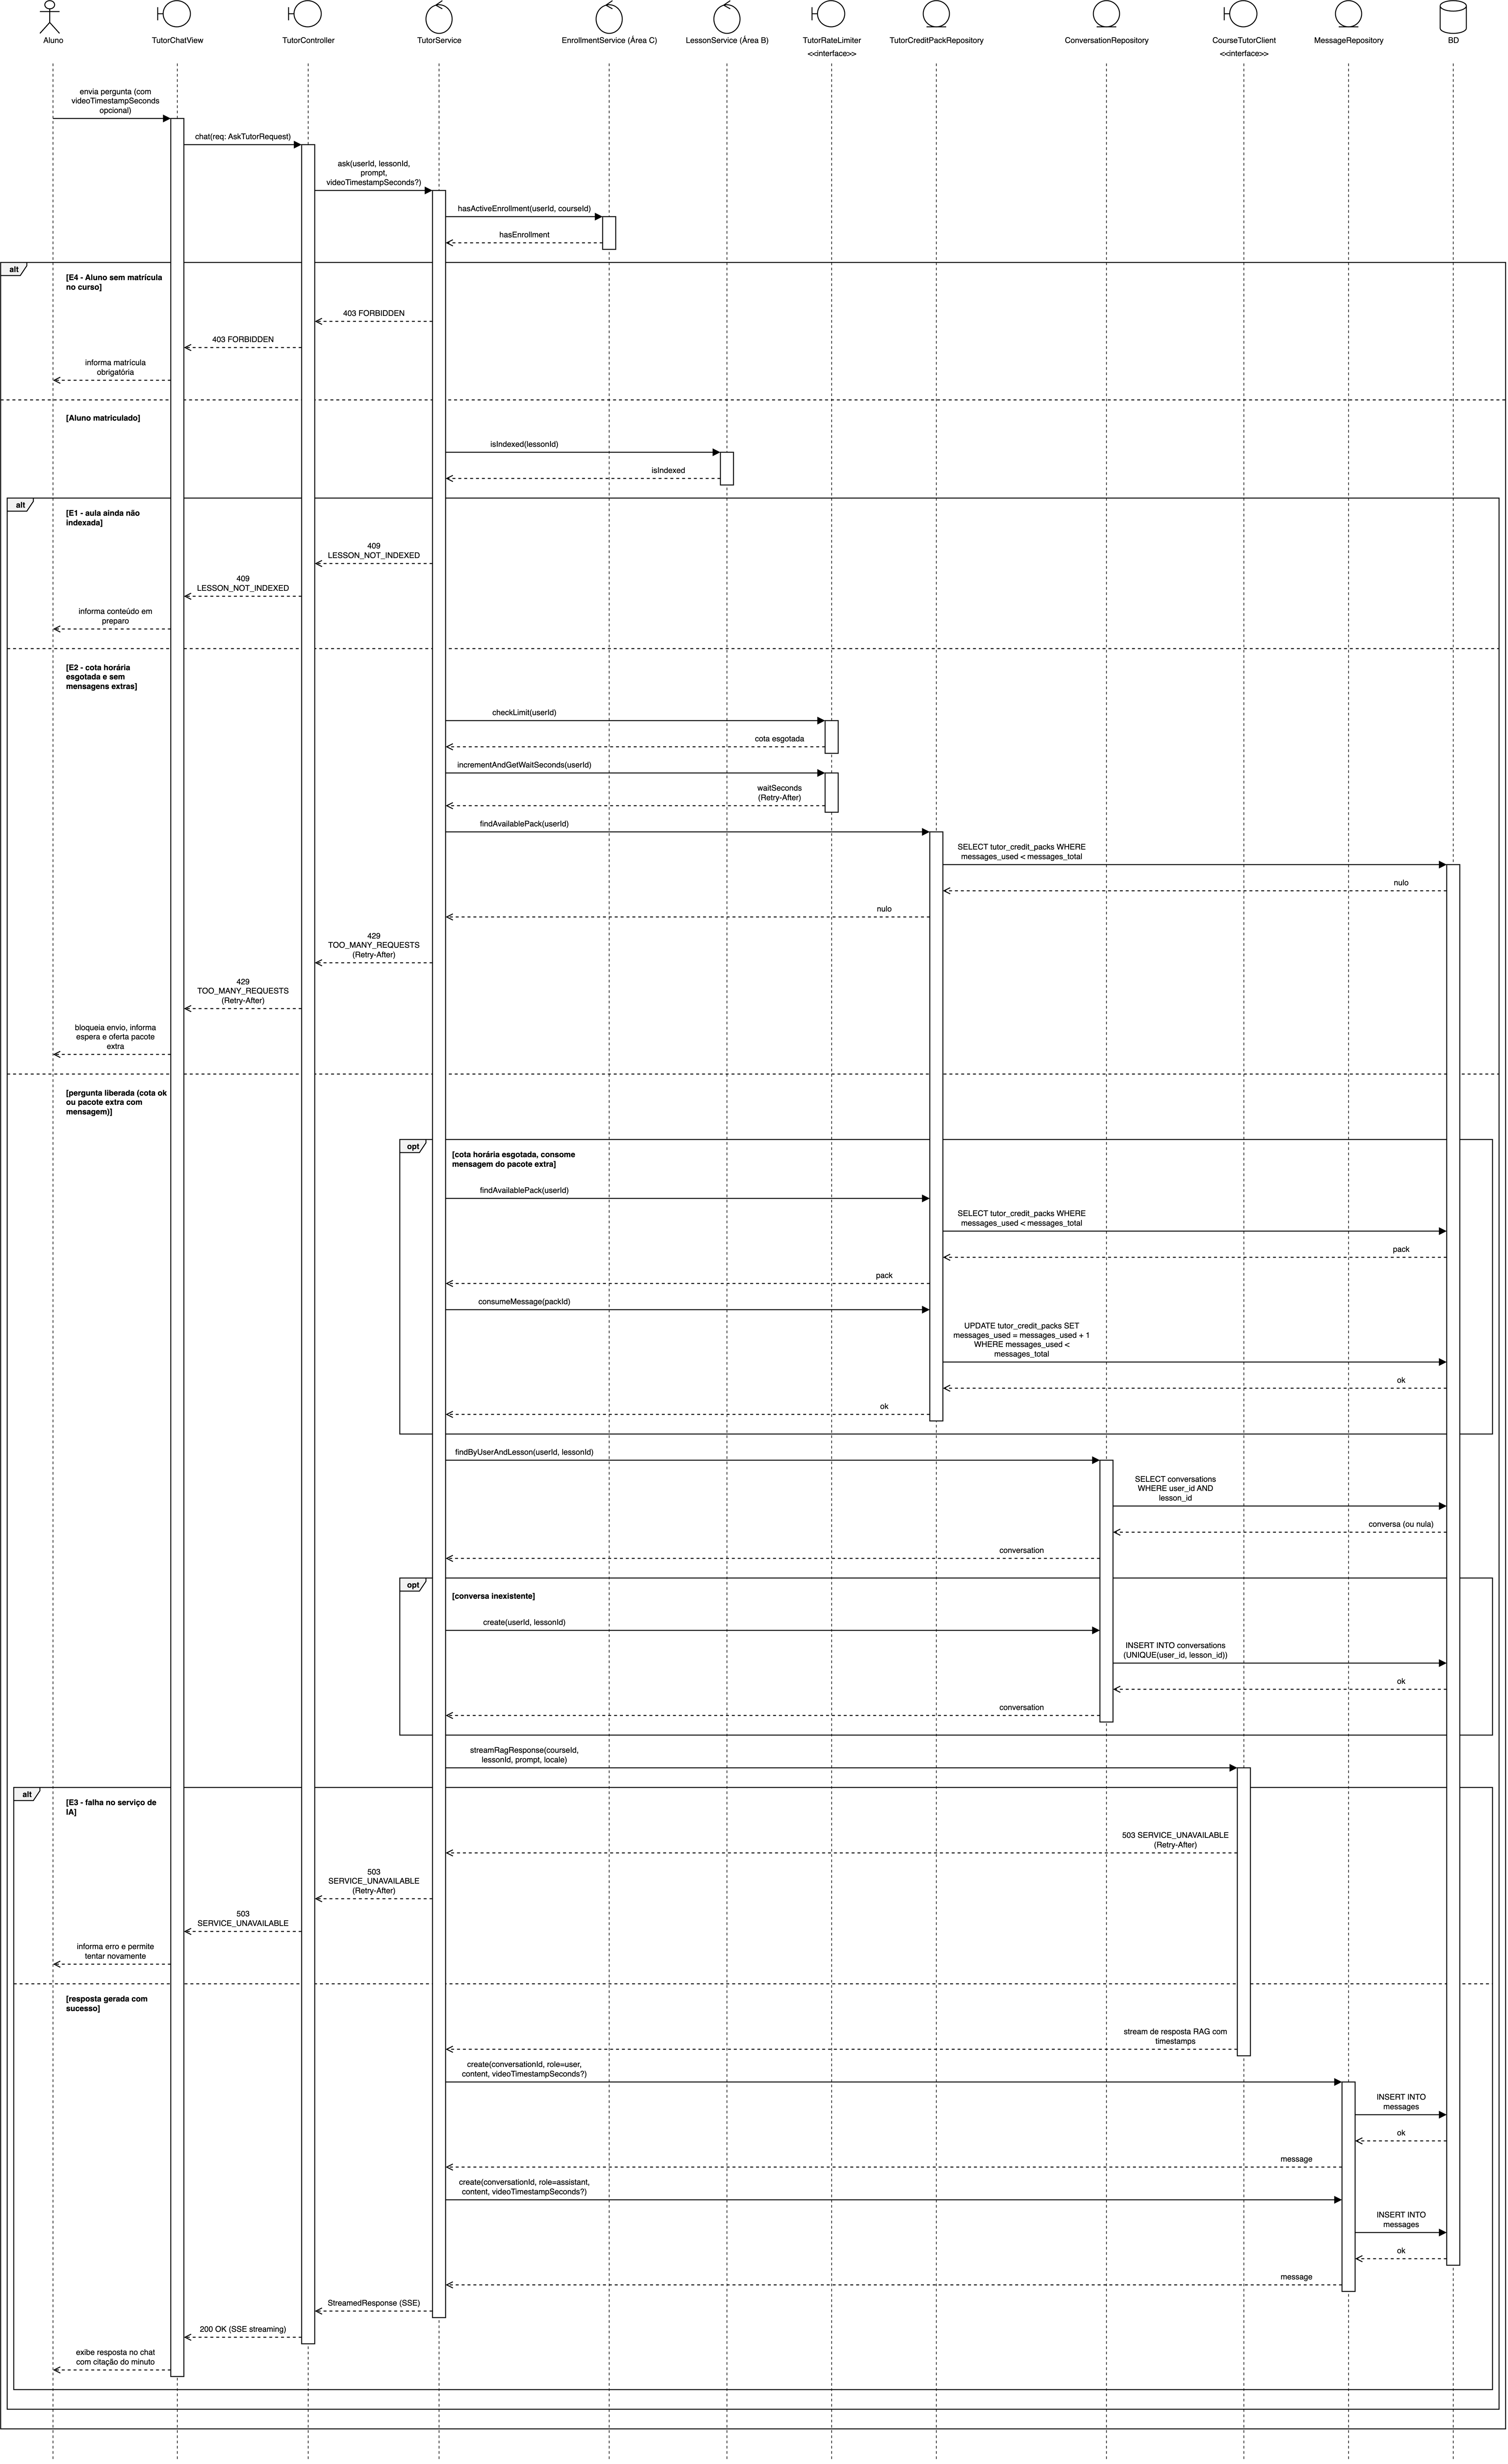 Aluno
TutorChatView
TutorController
TutorService
EnrollmentService (Área C)
LessonService (Área B)
TutorRateLimiter
<<interface>>
TutorCreditPackRepository
ConversationRepository
CourseTutorClient
<<interface>>
MessageRepository
BD
envia pergunta (com
videoTimestampSeconds
opcional)
chat(req: AskTutorRequest)
ask(userId, lessonId,
prompt,
videoTimestampSeconds?)
hasActiveEnrollment(userId, courseId)
hasEnrollment
alt
[E4 - Aluno sem matrícula
no curso]
403 FORBIDDEN
403 FORBIDDEN
informa matrícula
obrigatória
[Aluno matriculado]
isIndexed(lessonId)
isIndexed
alt
[E1 - aula ainda não
indexada]
409
LESSON_NOT_INDEXED
409
LESSON_NOT_INDEXED
informa conteúdo em
preparo
[E2 - cota horária
esgotada e sem
mensagens extras]
checkLimit(userId)
cota esgotada
incrementAndGetWaitSeconds(userId)
waitSeconds
(Retry-After)
findAvailablePack(userId)
SELECT tutor_credit_packs WHERE
messages_used < messages_total
nulo
nulo
429
TOO_MANY_REQUESTS
(Retry-After)
429
TOO_MANY_REQUESTS
(Retry-After)
bloqueia envio, informa
espera e oferta pacote
extra
[pergunta liberada (cota ok
ou pacote extra com
mensagem)]
opt
[cota horária esgotada, consome
mensagem do pacote extra]
findAvailablePack(userId)
SELECT tutor_credit_packs WHERE
messages_used < messages_total
pack
pack
consumeMessage(packId)
UPDATE tutor_credit_packs SET
messages_used = messages_used + 1
WHERE messages_used <
messages_total
ok
ok
findByUserAndLesson(userId, lessonId)
SELECT conversations
WHERE user_id AND
lesson_id
conversa (ou nula)
conversation
opt
[conversa inexistente]
create(userId, lessonId)
INSERT INTO conversations
(UNIQUE(user_id, lesson_id))
ok
conversation
streamRagResponse(courseId,
lessonId, prompt, locale)
alt
[E3 - falha no serviço de
IA]
503 SERVICE_UNAVAILABLE
(Retry-After)
503
SERVICE_UNAVAILABLE
(Retry-After)
503
SERVICE_UNAVAILABLE
informa erro e permite
tentar novamente
[resposta gerada com
sucesso]
stream de resposta RAG com
timestamps
create(conversationId, role=user,
content, videoTimestampSeconds?)
INSERT INTO
messages
ok
message
create(conversationId, role=assistant,
content, videoTimestampSeconds?)
INSERT INTO
messages
ok
message
StreamedResponse (SSE)
200 OK (SSE streaming)
exibe resposta no chat
com citação do minuto